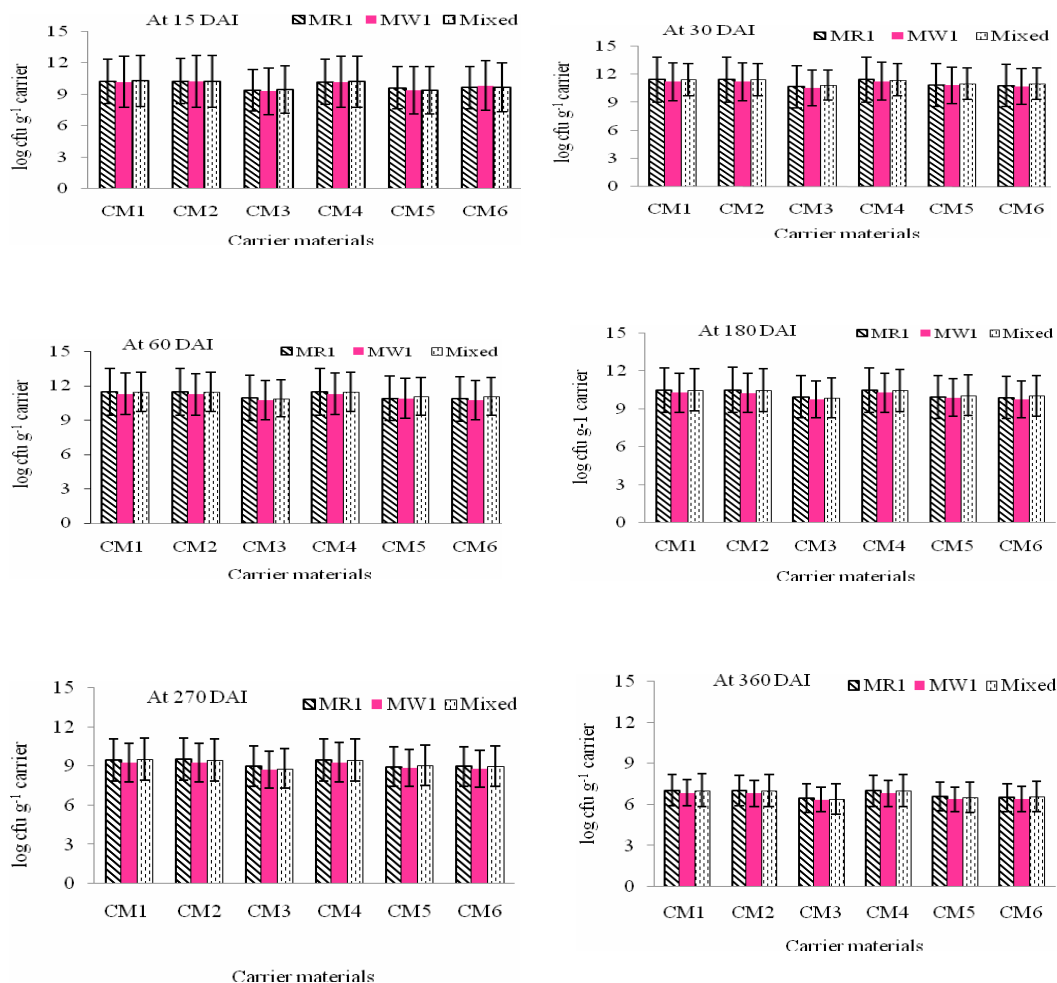 At 15 DAI
MR1 MW1 Mixed
15
12
9
6
3
0
log cfu g⁻¹ carrier
CM1 CM2 CM3 CM4 CM5 CM6
Carrier materials
At 30 DAI
MR1 MW1 Mixed
15
12
9
6
3
0
log cfu g⁻¹ carrier
CM1 CM2 CM3 CM4 CM5 CM6
Carrier materials
At 60 DAI
MR1 MW1 Mixed
15
12
9
6
3
0
log cfu g⁻¹ carrier
CM1 CM2 CM3 CM4 CM5 CM6
Carrier materials
At 180 DAI
MR1 MW1 Mixed
15
12
9
6
3
0
log cfu g-1 carrier
CM1 CM2 CM3 CM4 CM5 CM6
Carrier materials
At 270 DAI
MR1 MW1 Mixed
15
12
9
6
3
0
log cfu g⁻¹ carrier
CM1 CM2 CM3 CM4 CM5 CM6
Carrier materials
At 360 DAI
MR1 MW1 Mixed
15
12
9
6
3
0
log cfu g⁻¹ carrier
CM1 CM2 CM3 CM4 CM5 CM6
Carrier materials